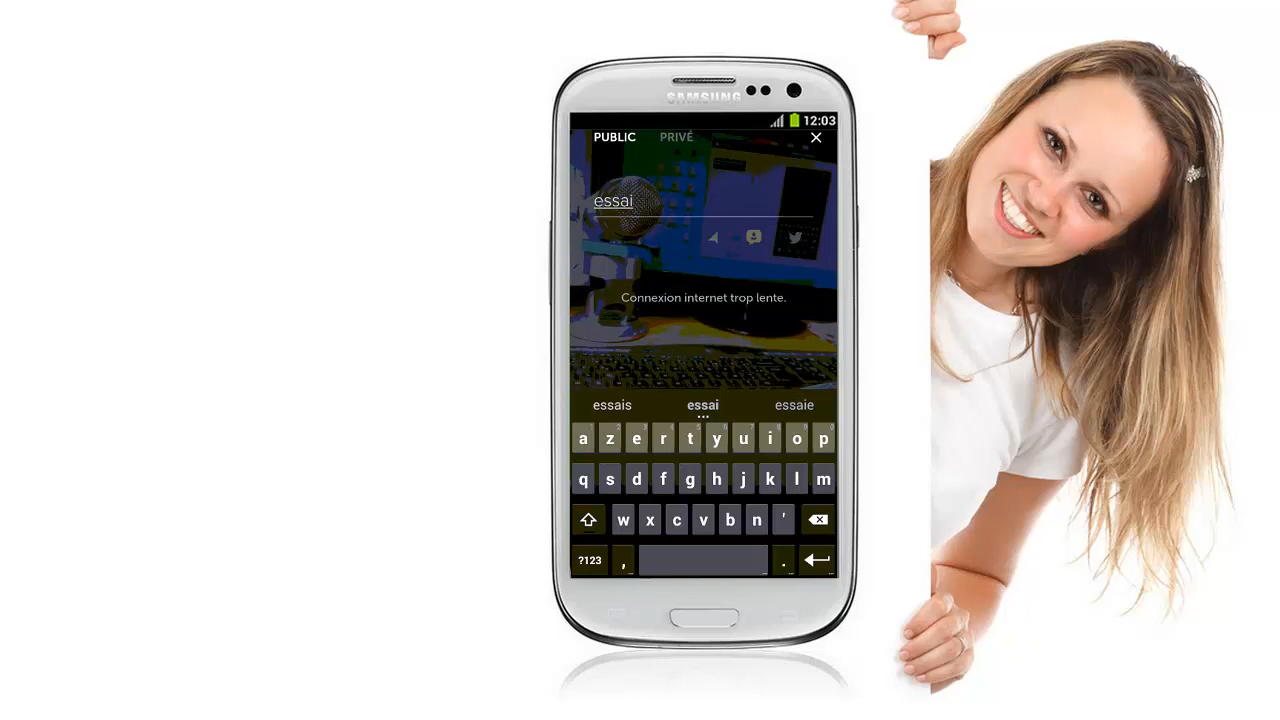 SAMSUNG
12:03
PUBLIC PRIVÉ
essai
Connexion internet trop lente.
essais essai essaie
a z e r t y u i o p
q s d f g h j k l m
w x c v b n '
?123 , .